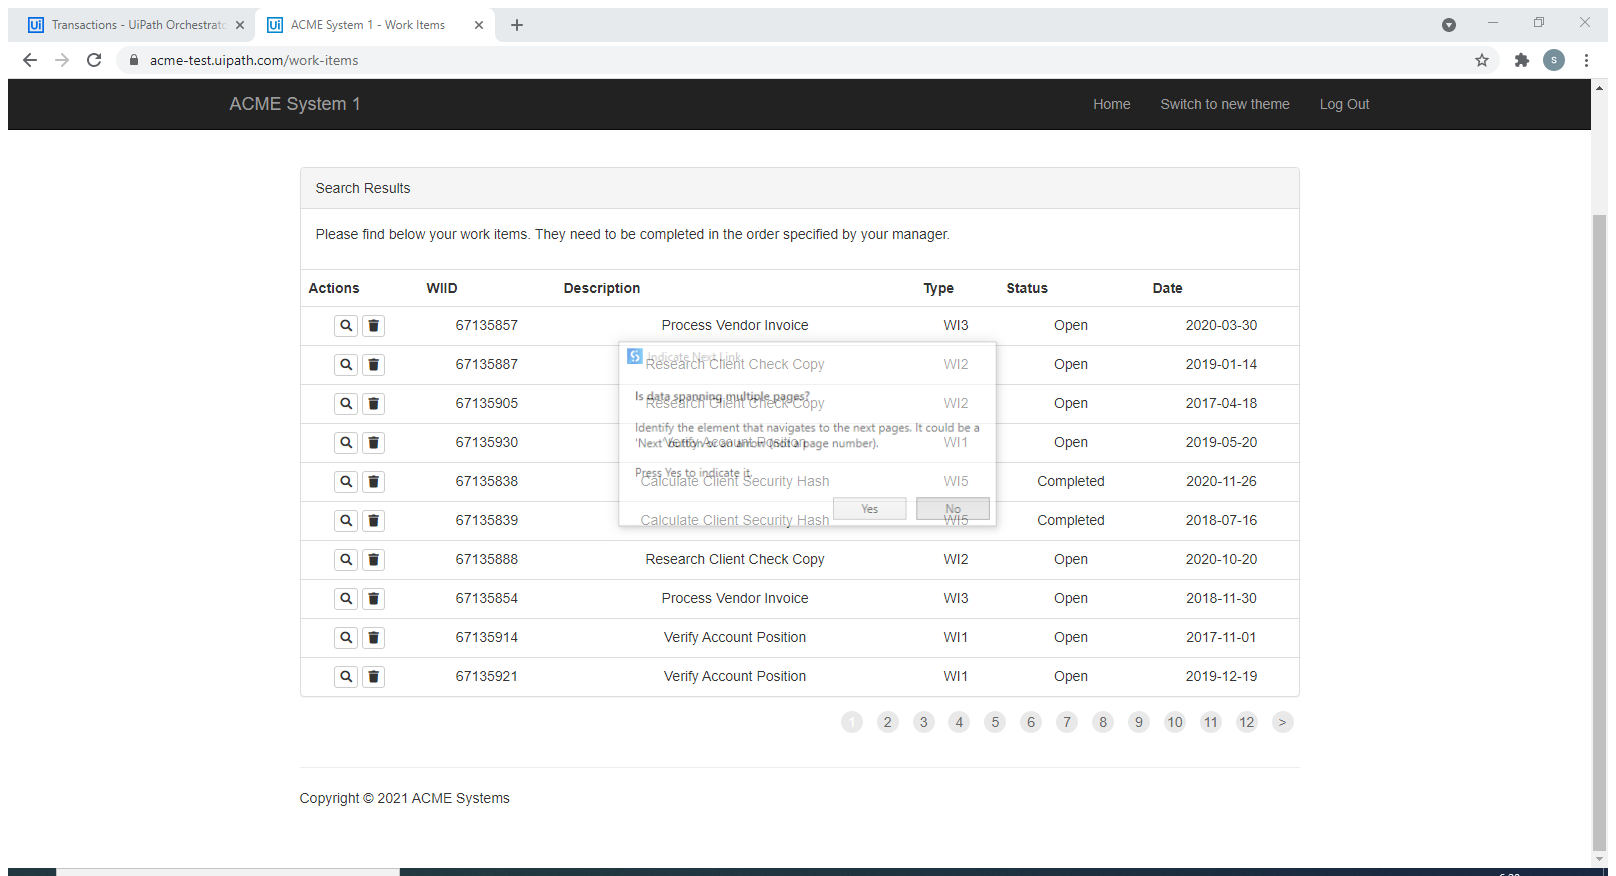 Transactions - UiPath Orchestrato
ACME System 1 - Work Items
acme-test.uipath.com/work-items
S
ACME System 1
Home
Switch to new theme
Log Out
Search Results
Please find below your work items. They need to be completed in the order specified by your manager.
Actions WIID Description Type Status Date
67135857 Process Vendor Invoice WI3 Open 2020-03-30
Indicate Next Link
67135887 Research Client Check Copy WI2 Open 2019-01-14
Is data spanning multiple pages?
67135905 Research Client Check Copy WI2 Open 2017-04-18
Identify the element that navigates to the next pages. It could be a
'Next' button or an arrow (not a page number).
67135930 Verify Account Position WI1 Open 2019-05-20
Press Yes to indicate it.
67135838 Calculate Client Security Hash WI5 Completed 2020-11-26
Yes No
67135839 Calculate Client Security Hash WI5 Completed 2018-07-16
67135888 Research Client Check Copy WI2 Open 2020-10-20
67135854 Process Vendor Invoice WI3 Open 2018-11-30
67135914 Verify Account Position WI1 Open 2017-11-01
67135921 Verify Account Position WI1 Open 2019-12-19
1 2 3 4 5 6 7 8 9 10 11 12 >
Copyright © 2021 ACME Systems